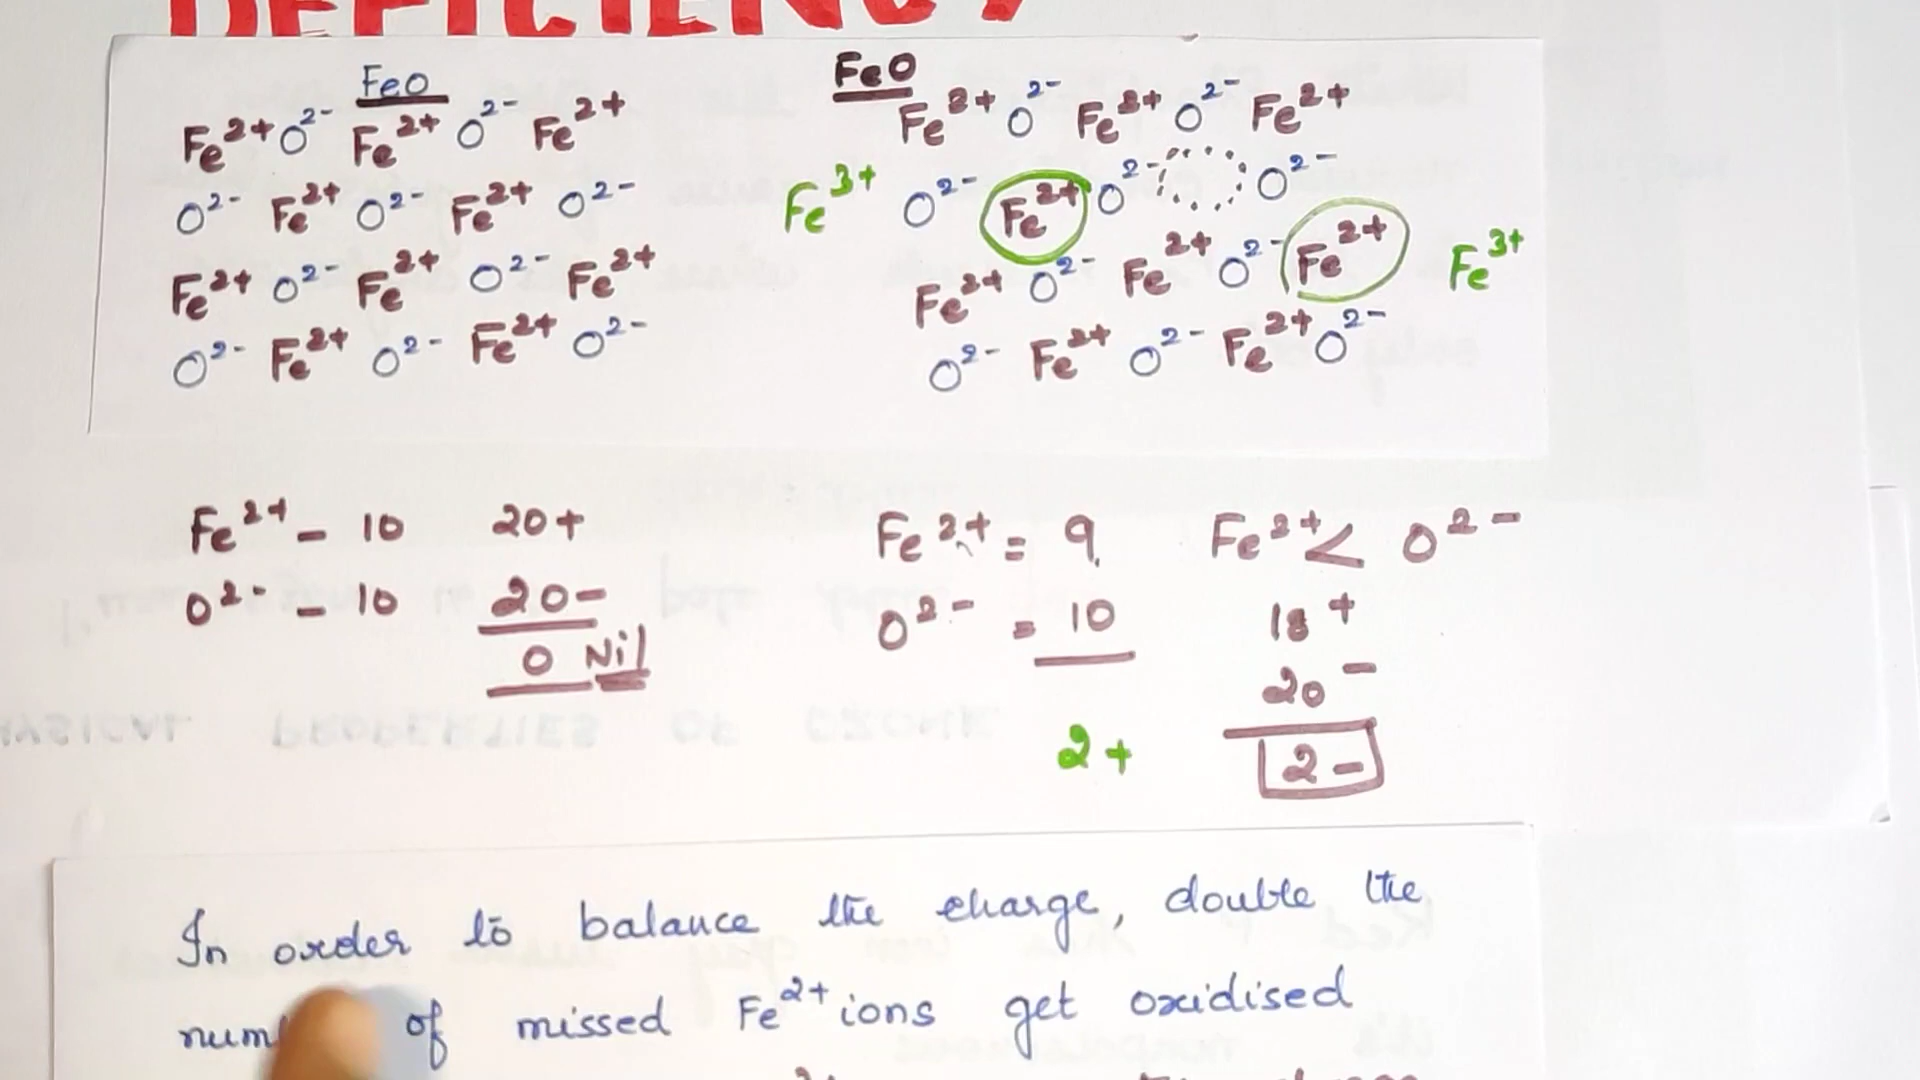 DEFICIENCY
FeO
Fe²⁺ O²⁻ Fe²⁺ O²⁻ Fe²⁺
O²⁻ Fe²⁺ O²⁻ Fe²⁺ O²⁻
Fe²⁺ O²⁻ Fe²⁺ O²⁻ Fe²⁺
O²⁻ Fe²⁺ O²⁻ Fe²⁺ O²⁻
FeO
Fe²⁺ O²⁻ Fe²⁺ O²⁻ Fe²⁺
Fe³⁺ O²⁻ Fe²⁺ O²⁻ O²⁻
Fe²⁺ O²⁻ Fe²⁺ O²⁻ Fe²⁺ Fe³⁺
O²⁻ Fe²⁺ O²⁻ Fe²⁺ O²⁻
Fe²⁺ – 10 20+
O²⁻ – 10 20–
0 Nil
Fe²⁺ = 9 Fe²⁺ < O²⁻
O²⁻ = 10 18+
20–
2+ 2–
In order to balance the charge, double the
of missed Fe²⁺ ions get oxidised